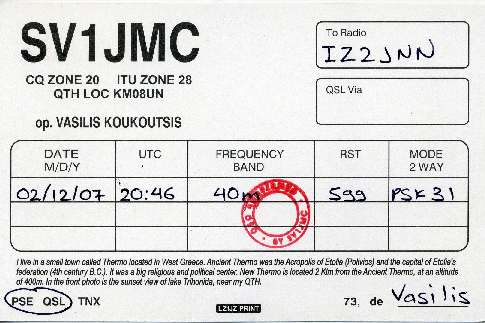 SV1JMC
CQ ZONE 20 ITU ZONE 28
QTH LOC KM08UN
op. VASILIS KOUKOUTSIS
To Radio
IZ2JNN
QSL Via
DATE M/D/Y UTC FREQUENCY BAND RST MODE 2 WAY
02/12/07 20:46 40m 599 PSK31
BY SV1JMC
I live in a small town called Thermo located in West Greece. Ancient Thermo was the Acropolis of Etolia (Polivios) and the capital of Etolia's
federation (4th century B.C.). It was a big religious and political center. New Thermo is located 2 Klm from the Ancient Thermo, at an altitude
of 400m. In the front photo is the sunset view of lake Trihonida, near my QTH.
PSE QSL TNX
LZ1JZ PRINT
73, de Vasilis